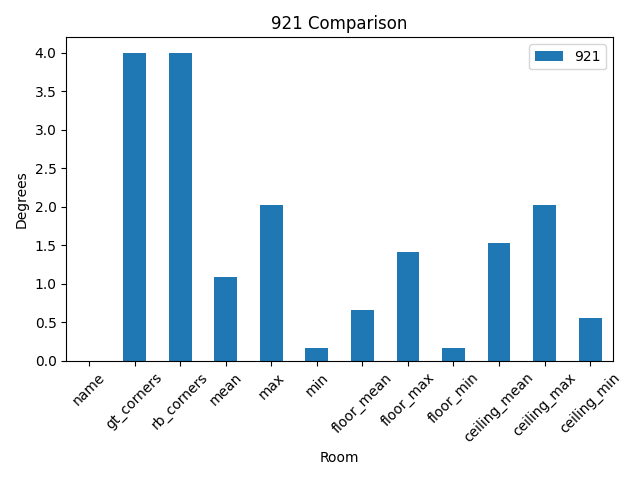 921 Comparison
921
Degrees
4.0
3.5
3.0
2.5
2.0
1.5
1.0
0.5
0.0
name
gt_corners
rb_corners
mean
max
min
floor_mean
floor_max
floor_min
ceiling_mean
ceiling_max
ceiling_min
Room